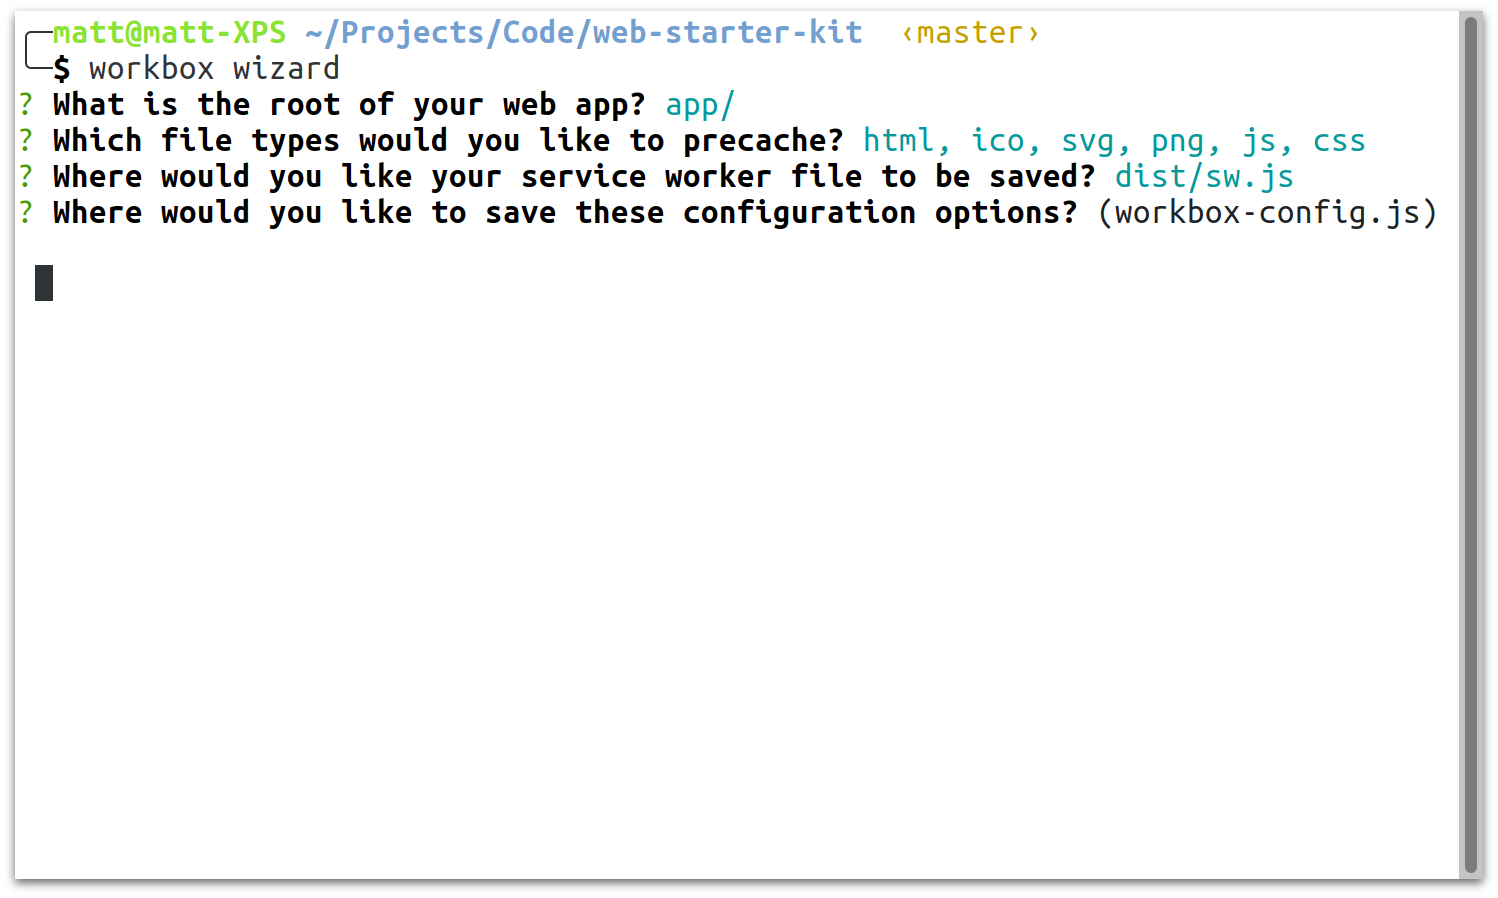 matt@matt-XPS ~/Projects/Code/web-starter-kit ‹master›
$ workbox wizard
? What is the root of your web app? app/
? Which file types would you like to precache? html, ico, svg, png, js, css
? Where would you like your service worker file to be saved? dist/sw.js
? Where would you like to save these configuration options? (workbox-config.js)